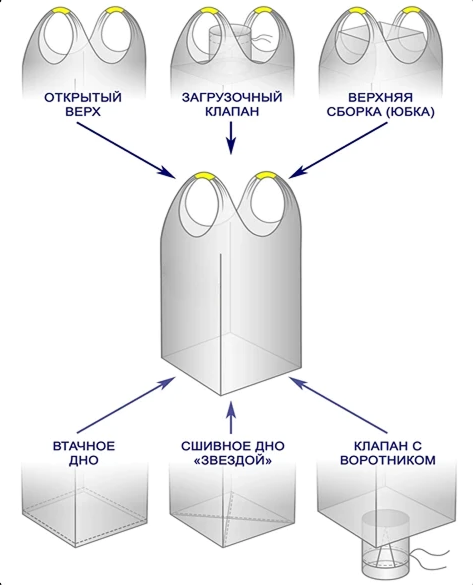 ОТКРЫТЫЙ
ВЕРХ
ЗАГРУЗОЧНЫЙ
КЛАПАН
ВЕРХНЯЯ
СБОРКА (ЮБКА)
ВТАЧНОЕ
ДНО
СШИВНОЕ ДНО
«ЗВЕЗДОЙ»
КЛАПАН С
ВОРОТНИКОМ